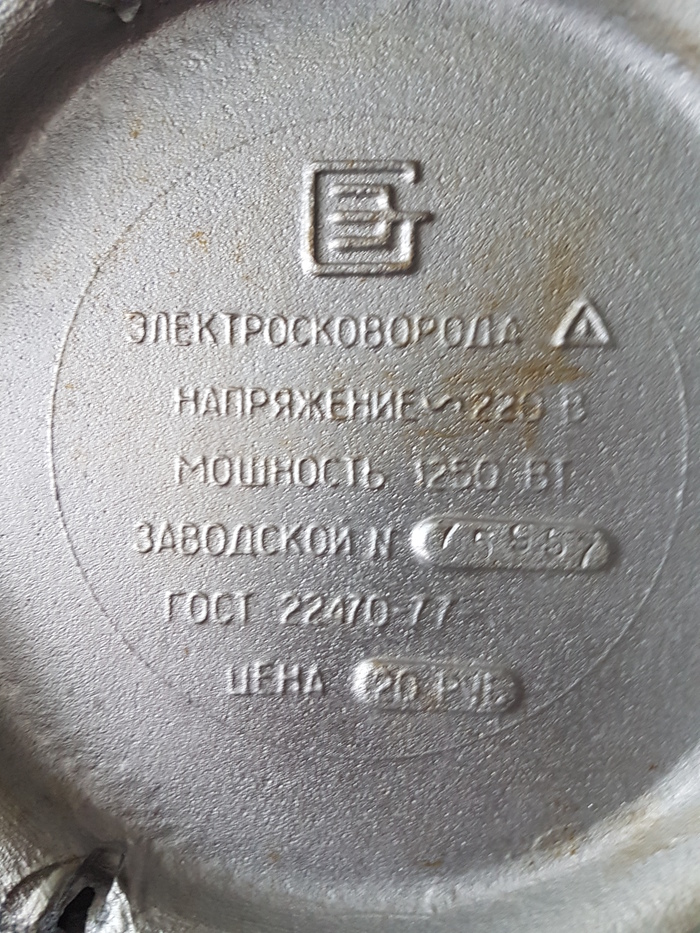 ЭЛЕКТРОСКОВОРОДА
НАПРЯЖЕНИЕ ~ 220 В
МОЩНОСТЬ 1250 ВТ
ЗАВОДСКОЙ N
ГОСТ 22470-77
ЦЕНА 20 РУБ